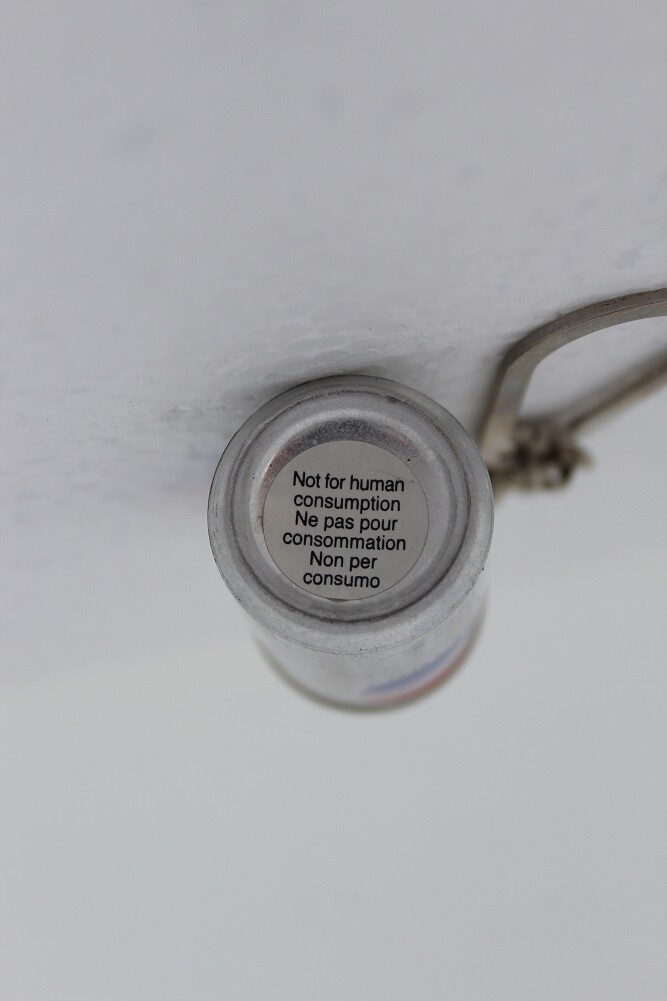 Not for human
consumption
Ne pas pour
consommation
Non per
consumo